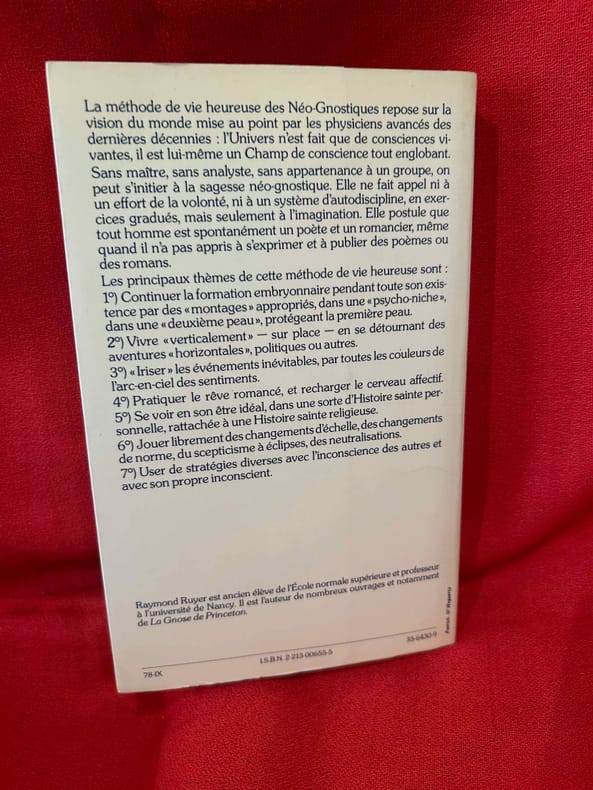 La méthode de vie heureuse des Néo-Gnostiques repose sur la
vision du monde mise au point par les physiciens avancés des
dernières décennies : l'Univers n'est fait que de consciences vi-
vantes, il est lui-même un Champ de conscience tout englobant.
Sans maître, sans analyste, sans appartenance à un groupe, on
peut s'initier à la sagesse néo-gnostique. Elle ne fait appel ni à
un effort de la volonté, ni à un système d'autodiscipline, en exer-
cices gradués, mais seulement à l'imagination. Elle postule que
tout homme est spontanément un poète et un romancier, même
quand il n'a pas appris à s'exprimer et à publier des poèmes ou
des romans.
Les principaux thèmes de cette méthode de vie heureuse sont :
1°) Continuer la formation embryonnaire pendant toute son exis-
tence par des «montages» appropriés, dans une «psycho-niche»,
dans une «deuxième peau», protégeant la première peau.
2°) Vivre «verticalement» — sur place — en se détournant des
aventures «horizontales», politiques ou autres.
3°) «Iriser» les événements inévitables, par toutes les couleurs de
l'arc-en-ciel des sentiments.
4°) Pratiquer le rêve romancé, et recharger le cerveau affectif.
5°) Se voir en son être idéal, dans une sorte d'Histoire sainte per-
sonnelle, rattachée à une Histoire sainte religieuse.
6°) Jouer librement des changements d'échelle, des changements
de norme, du scepticisme à éclipses, des neutralisations.
7°) User de stratégies diverses avec l'inconscience des autres et
avec son propre inconscient.
Raymond Ruyer est ancien élève de l'École normale supérieure et professeur
à l'université de Nancy. Il est l'auteur de nombreux ouvrages et notamment
de La Gnose de Princeton.
78-IX
I.S.B.N. 2-213-00655-5
35-6430-9